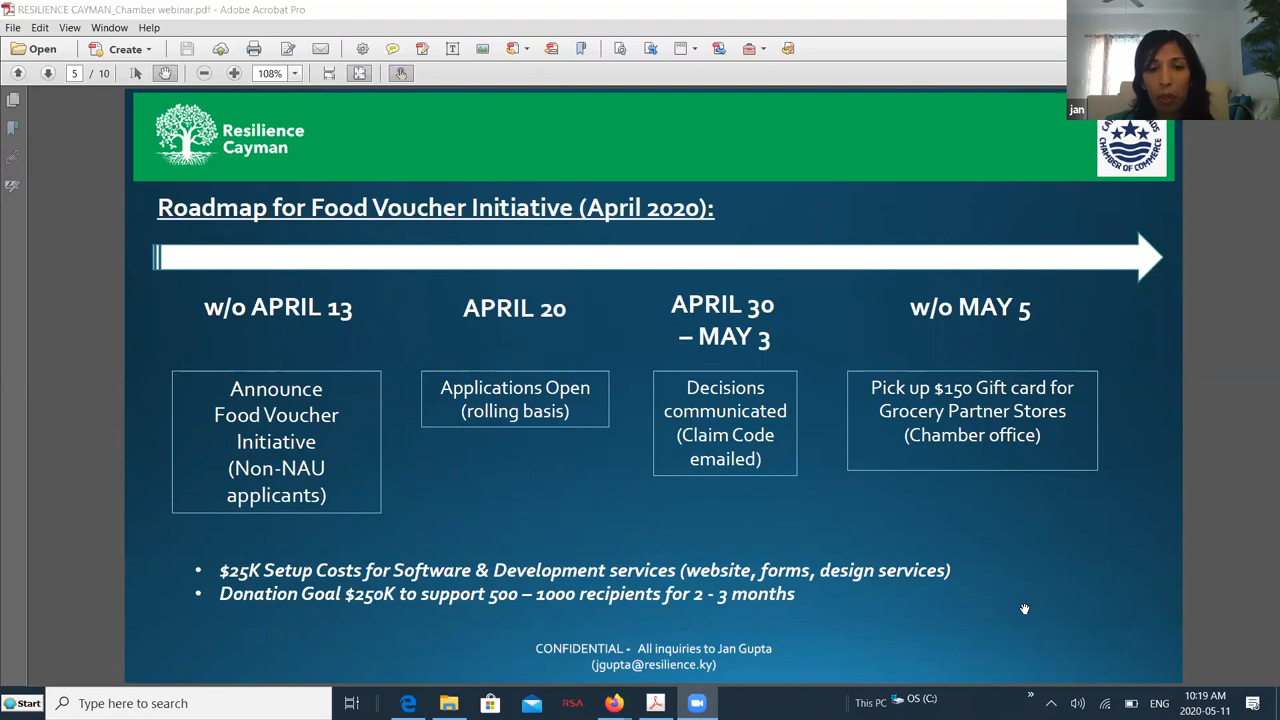 RESILIENCE CAYMAN_Chamber webinar.pdf - Adobe Acrobat Pro
File Edit View Window Help
Open Create
5 / 10 108%
jan
Resilience
Cayman
CHAMBER OF COMMERCE
Roadmap for Food Voucher Initiative (April 2020):
w/o APRIL 13
APRIL 20
APRIL 30
– MAY 3
w/o MAY 5
Announce
Food Voucher
Initiative
(Non-NAU
applicants)
Applications Open
(rolling basis)
Decisions
communicated
(Claim Code
emailed)
Pick up $150 Gift card for
Grocery Partner Stores
(Chamber office)
• $25K Setup Costs for Software & Development services (website, forms, design services)
• Donation Goal $250K to support 500 – 1000 recipients for 2 - 3 months
CONFIDENTIAL - All inquiries to Jan Gupta
(jgupta@resilience.ky)
Start Type here to search RSA This PC OS (C:) » ENG
10:19 AM
2020-05-11